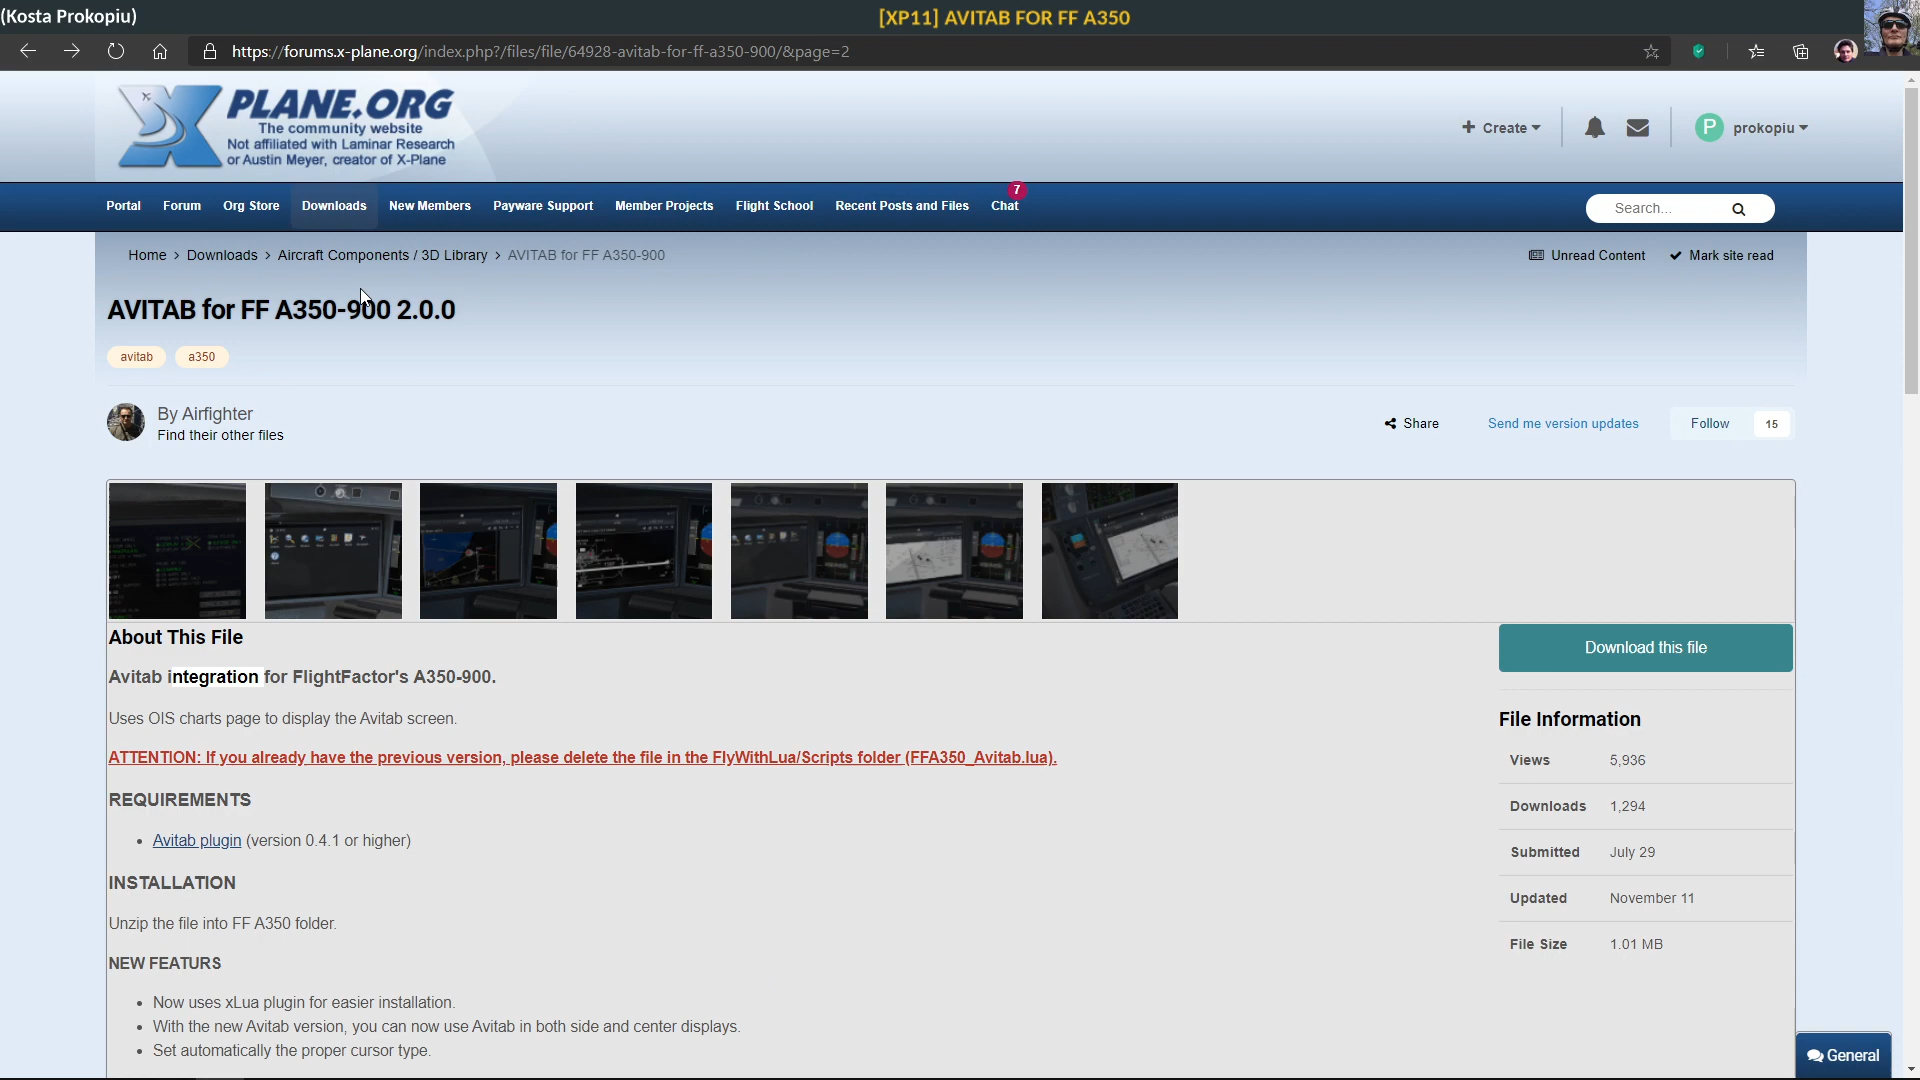 (Kosta Prokopiu)
[XP11] AVITAB FOR FF A350
https://forums.x-plane.org/index.php?/files/file/64928-avitab-for-ff-a350-900/&page=2
X PLANE.ORG
The community website
Not affiliated with Laminar Research
or Austin Meyer, creator of X-Plane
+ Create
P prokopiu
Portal Forum Org Store Downloads New Members Payware Support Member Projects Flight School Recent Posts and Files Chat 7
Search...
Home > Downloads > Aircraft Components / 3D Library > AVITAB for FF A350-900
Unread Content Mark site read
AVITAB for FF A350-900 2.0.0
avitab a350
By Airfighter
Find their other files
Share Send me version updates Follow 15
About This File
Download this file
Avitab integration for FlightFactor's A350-900.
Uses OIS charts page to display the Avitab screen.
ATTENTION: If you already have the previous version, please delete the file in the FlyWithLua/Scripts folder (FFA350_Avitab.lua).
REQUIREMENTS
• Avitab plugin (version 0.4.1 or higher)
INSTALLATION
Unzip the file into FF A350 folder.
NEW FEATURS
• Now uses xLua plugin for easier installation.
• With the new Avitab version, you can now use Avitab in both side and center displays.
• Set automatically the proper cursor type.
File Information
Views 5,936
Downloads 1,294
Submitted July 29
Updated November 11
File Size 1.01 MB
General